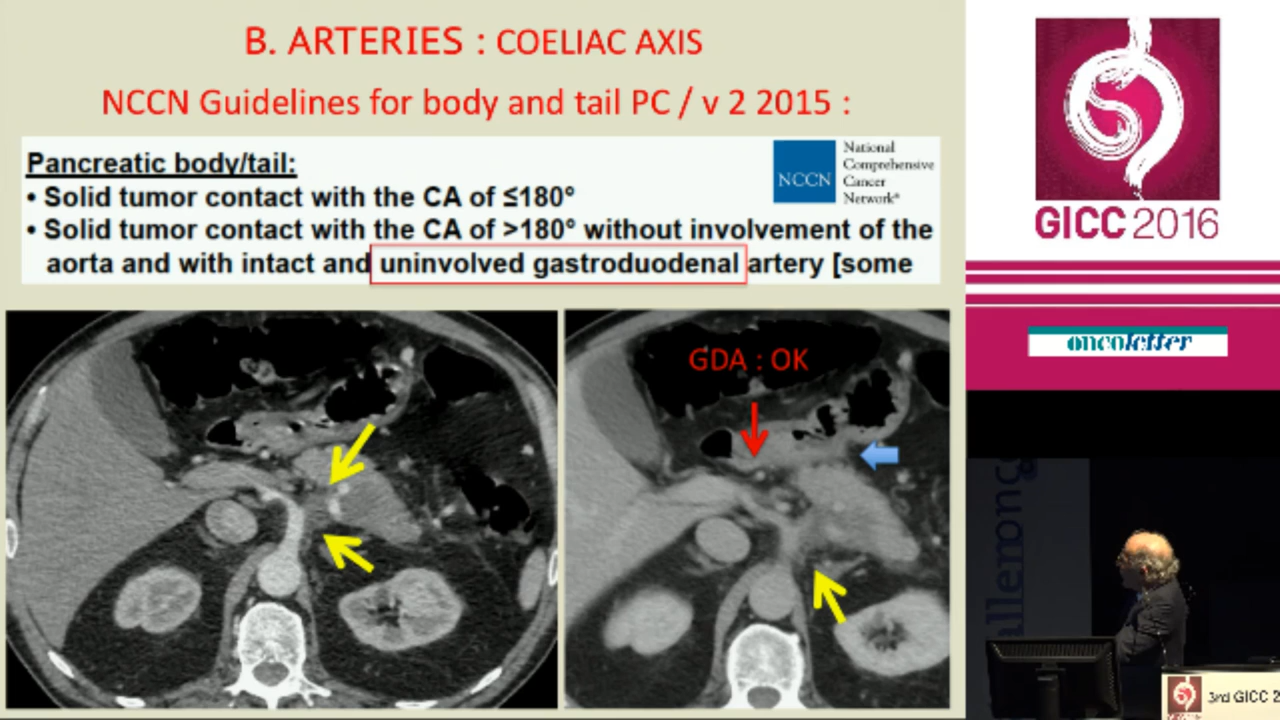 B. ARTERIES : COELIAC AXIS
NCCN Guidelines for body and tail PC / v 2 2015 :
Pancreatic body/tail:
• Solid tumor contact with the CA of ≤180°
• Solid tumor contact with the CA of >180° without involvement of the
aorta and with intact and uninvolved gastroduodenal artery [some
NCCN
National
Comprehensive
Cancer
Network®
GDA : OK
GICC 2016
oncoletter
allenong
3rd GICC 2